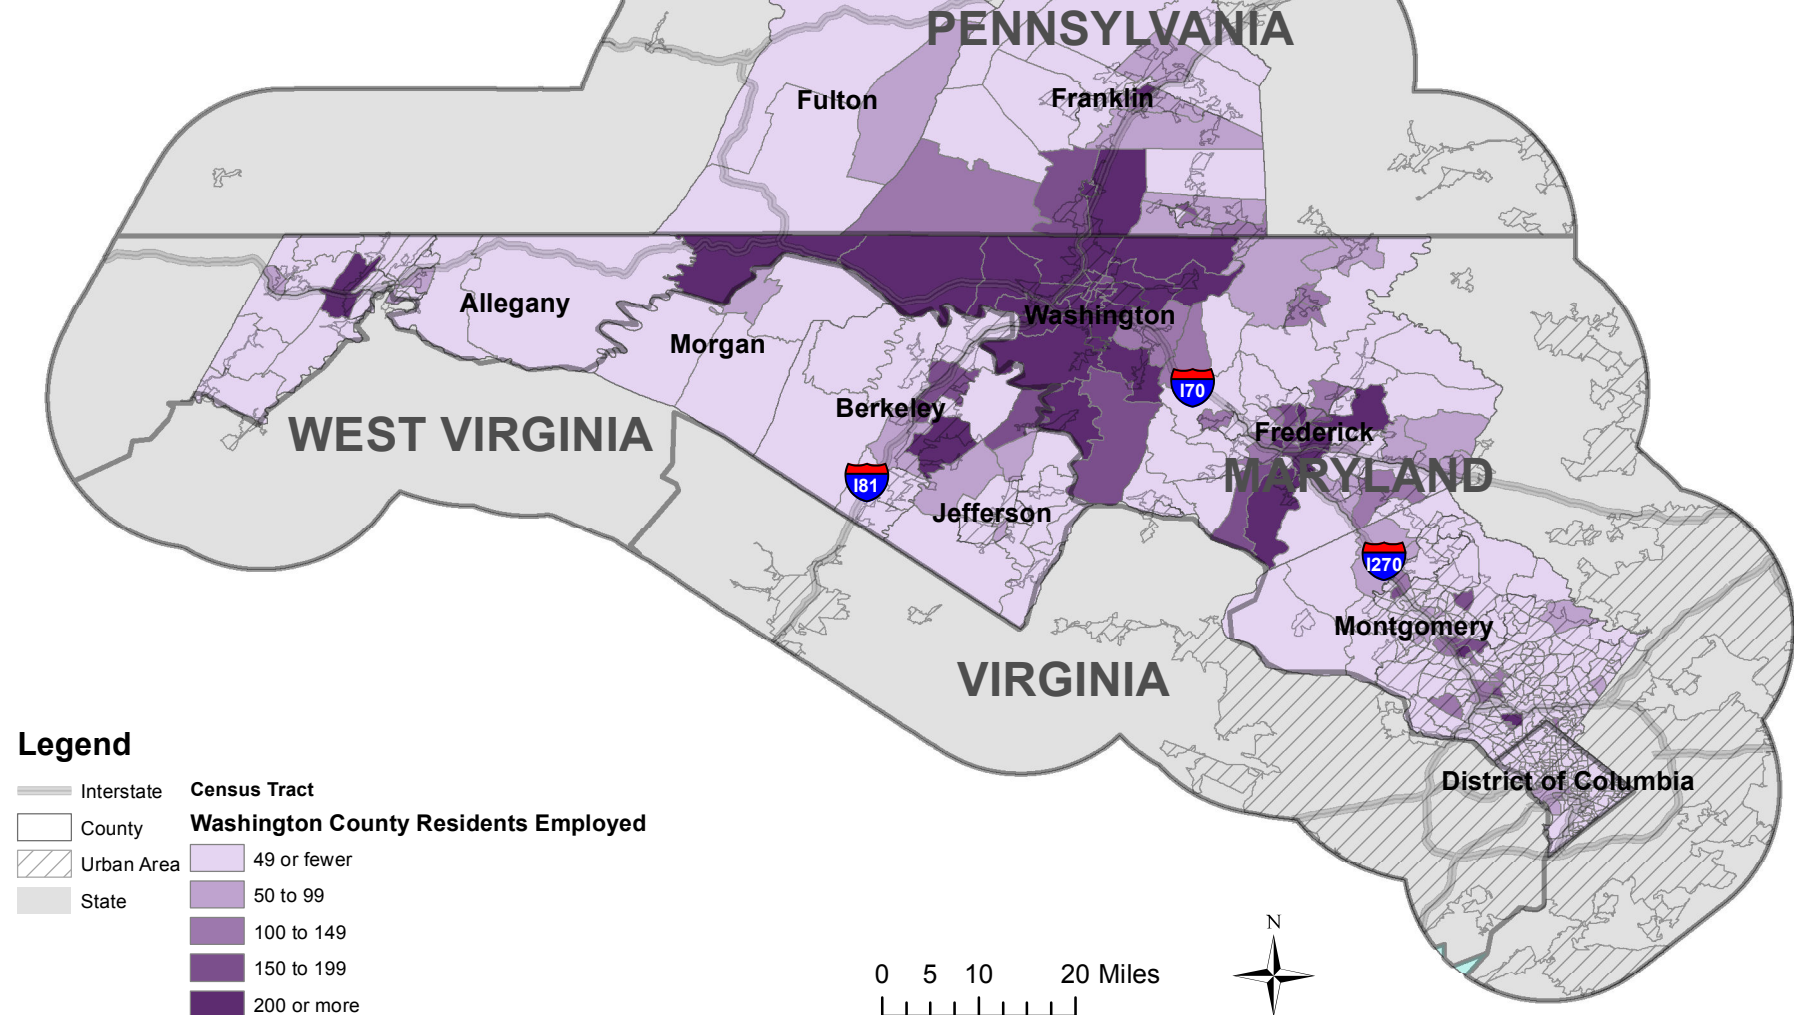 PENNSYLVANIA
Fulton
Franklin
Allegany
Washington
Morgan
I70
Berkeley
Frederick
WEST VIRGINIA
MARYLAND
I81
Jefferson
I270
Montgomery
VIRGINIA
District of Columbia
Legend
Interstate
County
Urban Area
State
Census Tract
Washington County Residents Employed
49 or fewer
50 to 99
100 to 149
150 to 199
200 or more
0 5 10 20 Miles
N